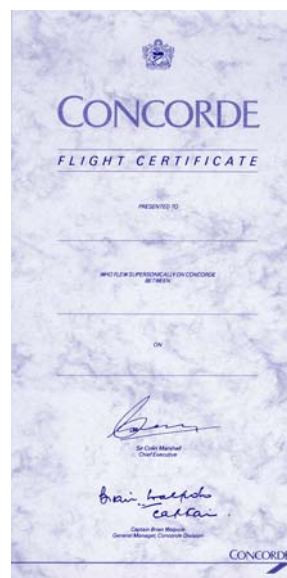 CONCORDE
FLIGHT CERTIFICATE
PRESENTED TO
WHO FLEW SUPERSONICALLY ON CONCORDE
BETWEEN
ON
Sir Colin Marshall
Chief Executive
Brian Walpole
Captain.
Captain Brian Walpole
General Manager, Concorde Division
CONCORDE